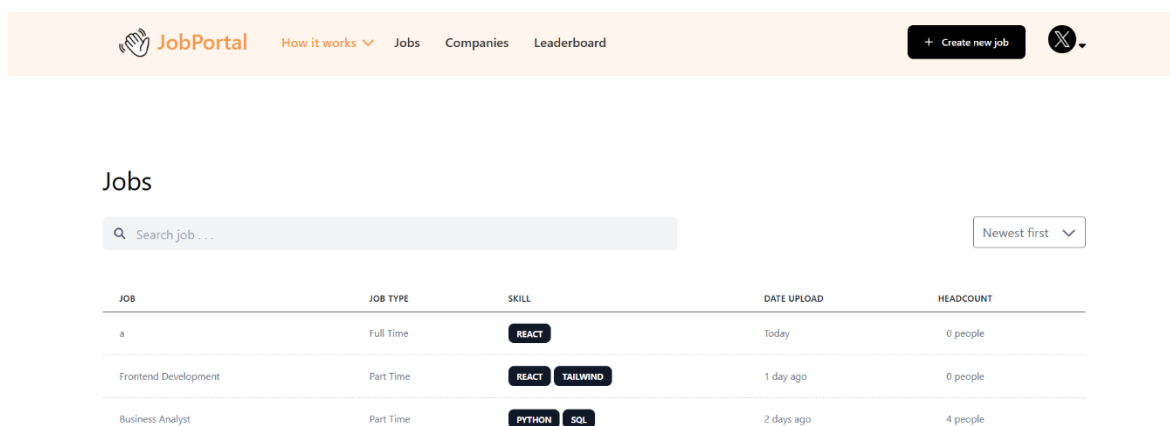 JobPortal How it works Jobs Companies Leaderboard + Create new job
Jobs
Search job . . . Newest first
JOB JOB TYPE SKILL DATE UPLOAD HEADCOUNT
a Full Time REACT Today 0 people
Frontend Development Part Time REACT TAILWIND 1 day ago 0 people
Business Analyst Part Time PYTHON SQL 2 days ago 4 people